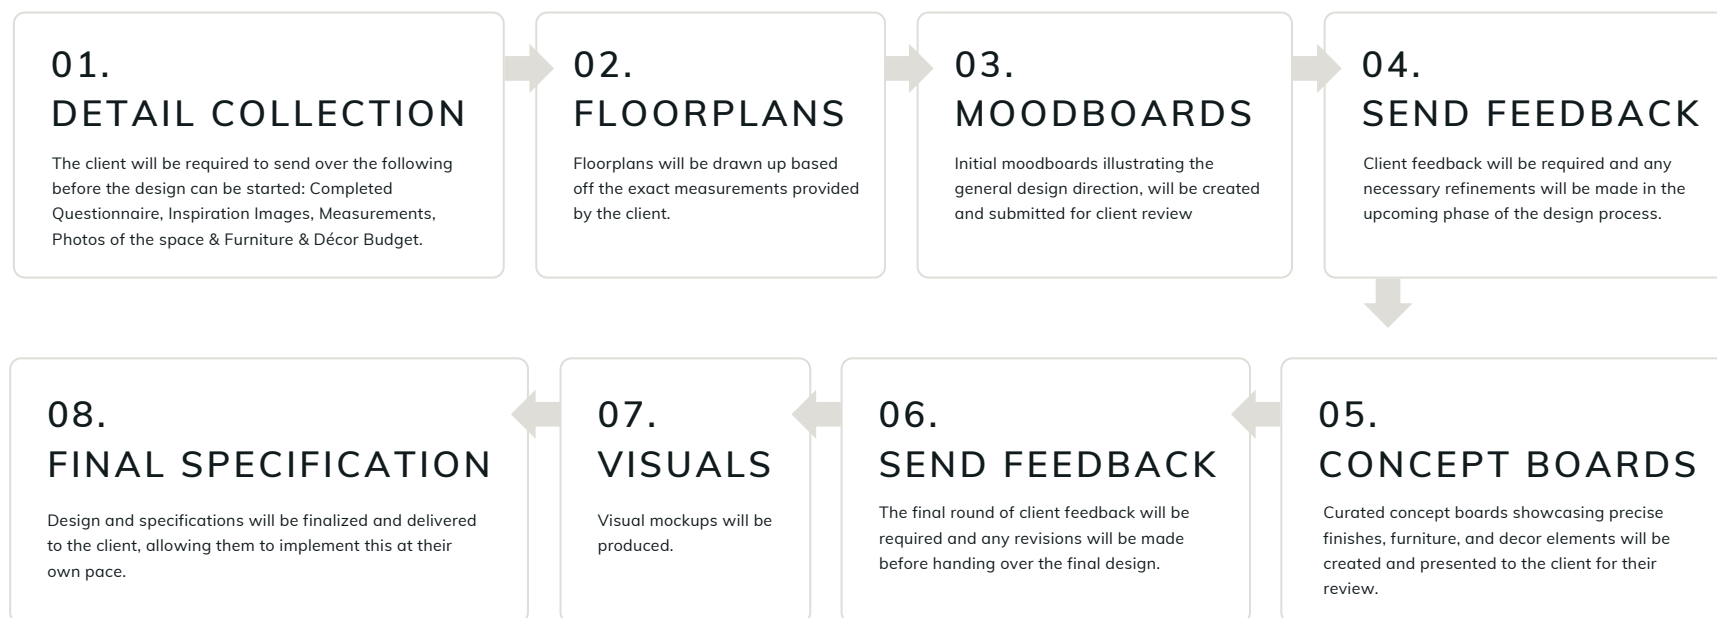 01.
DETAIL COLLECTION
The client will be required to send over the following
before the design can be started: Completed
Questionnaire, Inspiration Images, Measurements,
Photos of the space & Furniture & Décor Budget.
02.
FLOORPLANS
Floorplans will be drawn up based
off the exact measurements provided
by the client.
03.
MOODBOARDS
Initial moodboards illustrating the
general design direction, will be created
and submitted for client review
04.
SEND FEEDBACK
Client feedback will be required and any
necessary refinements will be made in the
upcoming phase of the design process.
05.
CONCEPT BOARDS
Curated concept boards showcasing precise
finishes, furniture, and decor elements will be
created and presented to the client for their
review.
06.
SEND FEEDBACK
The final round of client feedback will be
required and any revisions will be made
before handing over the final design.
07.
VISUALS
Visual mockups will be
produced.
08.
FINAL SPECIFICATION
Design and specifications will be finalized and delivered
to the client, allowing them to implement this at their
own pace.